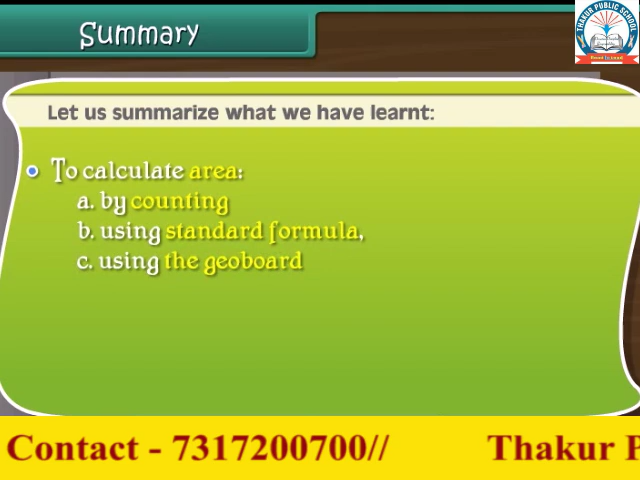 Summary
THAKUR PUBLIC SCHOOL
Let us summarize what we have learnt:
To calculate area:
a. by counting
b. using standard formula,
c. using the geoboard
Contact - 7317200700// Thakur P